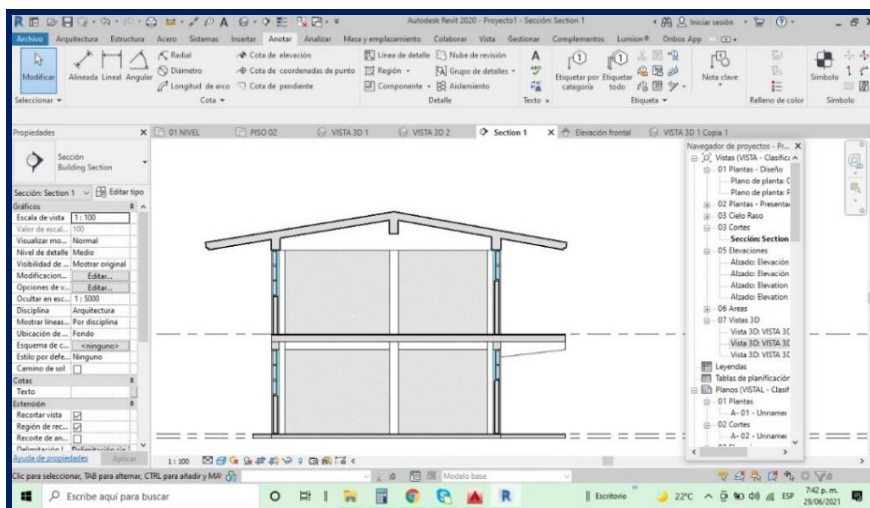 Autodesk Revit 2020 - Proyecto1 - Sección: Section 1
Iniciar sesión
Archivo Arquitectura Estructura Acero Sistemas Insertar Anotar Analizar Masa y emplazamiento Colaborar Vista Gestionar Complementos Lumion® Onbox App
Modificar
Alineada Lineal Angular
Radial
Diámetro
Longitud de arco
Cota de elevación
Cota de coordenadas de punto
Cota de pendiente
Línea de detalle
Región
Componente
Nube de revisión
Grupo de detalles
Aislamiento
Etiquetar por categoría
Etiquetar todo
Nota clave
Símbolo
Seleccionar Cota Detalle Texto Etiqueta Relleno de color Símbolo
Propiedades
01 NIVEL PISO 02 VISTA 3D 1 VISTA 3D 2 Section 1 Elevación frontal VISTA 3D 1 Copia 1
Sección
Building Section
Sección: Section 1 Editar tipo
Gráficos
Escala de vista 1 : 100
Valor de escal... 100
Visualizar mo... Normal
Nivel de detalle Medio
Visibilidad de ... Mostrar original
Modificacion... Editar...
Opciones de v... Editar...
Ocultar en esc... 1 : 5000
Disciplina Arquitectura
Mostrar líneas... Por disciplina
Ubicación de ... Fondo
Esquema de c... <ninguno>
Estilo por defe... Ninguno
Camino de sol
Cotas
Texto
Extensión
Recortar vista
Región de rec...
Recorte de an...
Ayuda de propiedades Aplicar
Navegador de proyectos - Pr...
Vistas (VISTA - Clasific
01 Plantas - Diseño
Plano de planta: C
Plano de planta: F
02 Plantas - Presentac
03 Cielo Raso
03 Cortes
Sección: Section
05 Elevaciones
Alzado: Elevación
Alzado: Elevación
Alzado: Elevation
Alzado: Elevation
06 Areas
07 Vistas 3D
Vista 3D: VISTA 3D
Vista 3D: VISTA 3D
Vista 3D: VISTA 3D
Leyendas
Tablas de planificación
Planos (VISTAL - Clasif
01 Plantas
A- 01 - Unnamed
02 Cortes
A- 02 - Unnamed
1 : 100
Clic para seleccionar, TAB para alternar, CTRL para añadir y MAY
:0 Modelo base
Escribe aquí para buscar
Escritorio 22°C ESP 7:42 p. m.
29/06/2021